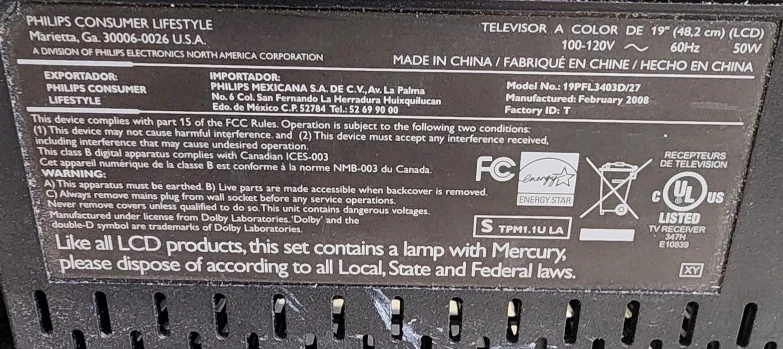 PHILIPS CONSUMER LIFESTYLE
Marietta, Ga. 30006-0026 U.S.A.
A DIVISION OF PHILIPS ELECTRONICS NORTH AMERICA CORPORATION
TELEVISOR A COLOR DE 19" (48,2 cm) (LCD)
100-120V ~ 60Hz 50W
MADE IN CHINA / FABRIQUÉ EN CHINE / HECHO EN CHINA
EXPORTADOR:
PHILIPS CONSUMER
LIFESTYLE
IMPORTADOR:
PHILIPS MEXICANA S.A. DE C.V., Av. La Palma
No. 6 Col. San Fernando La Herradura Huixquilucan
Edo. de México C.P. 52784 Tel.: 52 69 90 00
Model No.: 19PFL3403D/27
Manufactured: February 2008
Factory ID: T
This device complies with part 15 of the FCC Rules. Operation is subject to the following two conditions:
(1) This device may not cause harmful interference. and (2) This device must accept any interference received,
including interference that may cause undesired operation.
This class B digital apparatus complies with Canadian ICES-003
Cet appareil numérique de la classe B est conforme à la norme NMB-003 du Canada.
WARNING:
A) This apparatus must be earthed. B) Live parts are made accessible when backcover is removed.
C) Always remove mains plug from wall socket before any service operations.
Never remove covers unless qualified to do so. This unit contains dangerous voltages.
Manufactured under license from Dolby Laboratories. 'Dolby' and the
double-D symbol are trademarks of Dolby Laboratories.
Like all LCD products, this set contains a lamp with Mercury,
please dispose of according to all Local, State and Federal laws.
FC
energy
ENERGY STAR
S TPM1.1U LA
RECEPTEURS
DE TELEVISION
C UL US
LISTED
TV RECEIVER
347H
E10839
XY